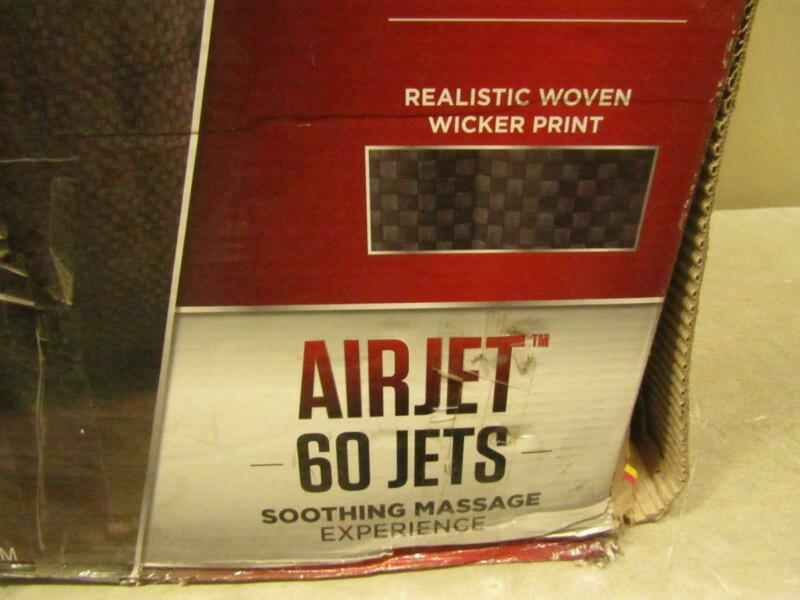 REALISTIC WOVEN
WICKER PRINT
AIRJET™
60 JETS
SOOTHING MASSAGE
EXPERIENCE
M